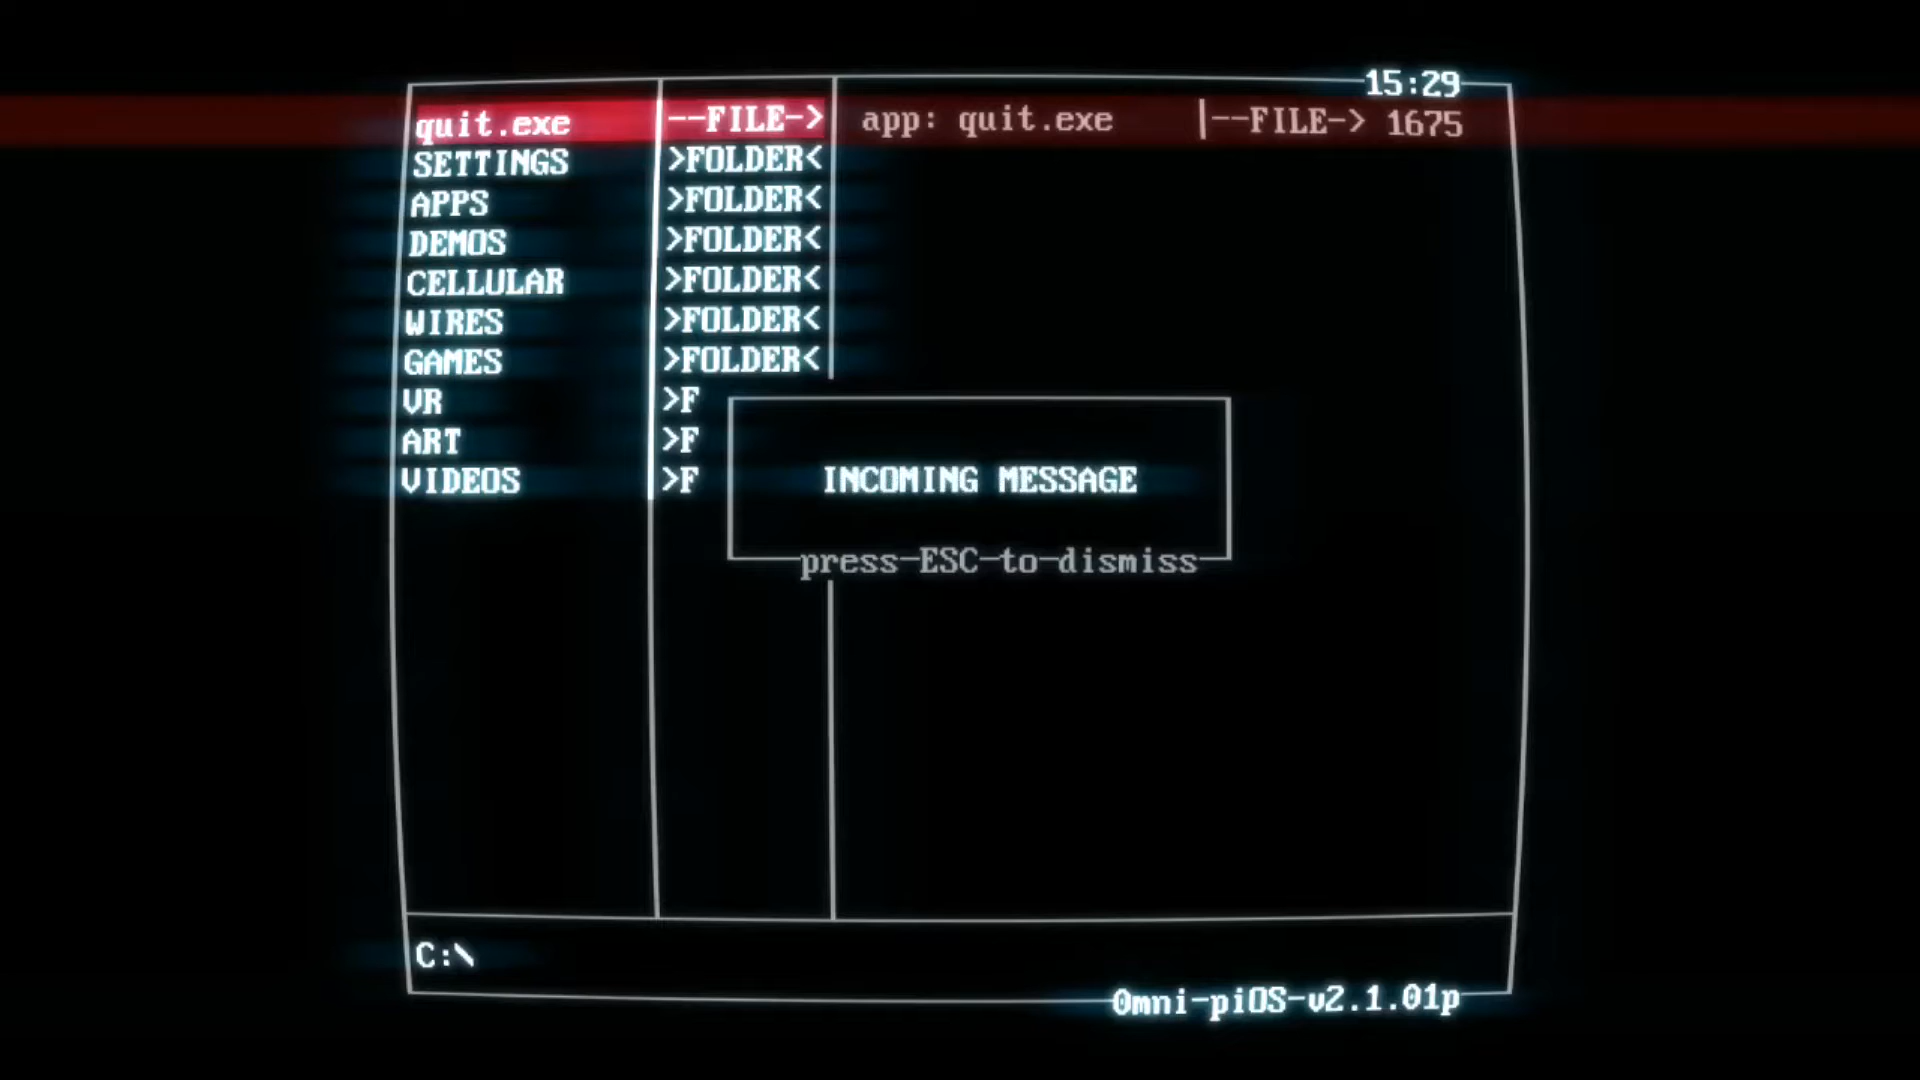 15:29
quit.exe --FILE-> app: quit.exe |--FILE-> 1675
SETTINGS >FOLDER<
APPS >FOLDER<
DEMOS >FOLDER<
CELLULAR >FOLDER<
WIRES >FOLDER<
GAMES >FOLDER<
VR >F
ART >F
VIDEOS >F
INCOMING MESSAGE
press-ESC-to-dismiss
C:\
0mni-piOS-v2.1.01p